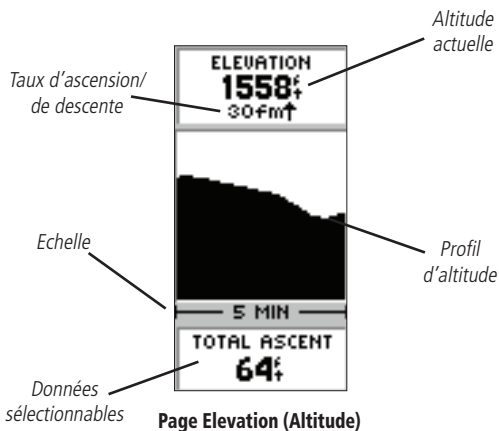 Altitude
actuelle
Taux d'ascension/
de descente
ELEVATION
1558ft
30fm↑
Echelle
Profil
d'altitude
5 MIN
TOTAL ASCENT
64ft
Données
sélectionnables
Page Elevation (Altitude)